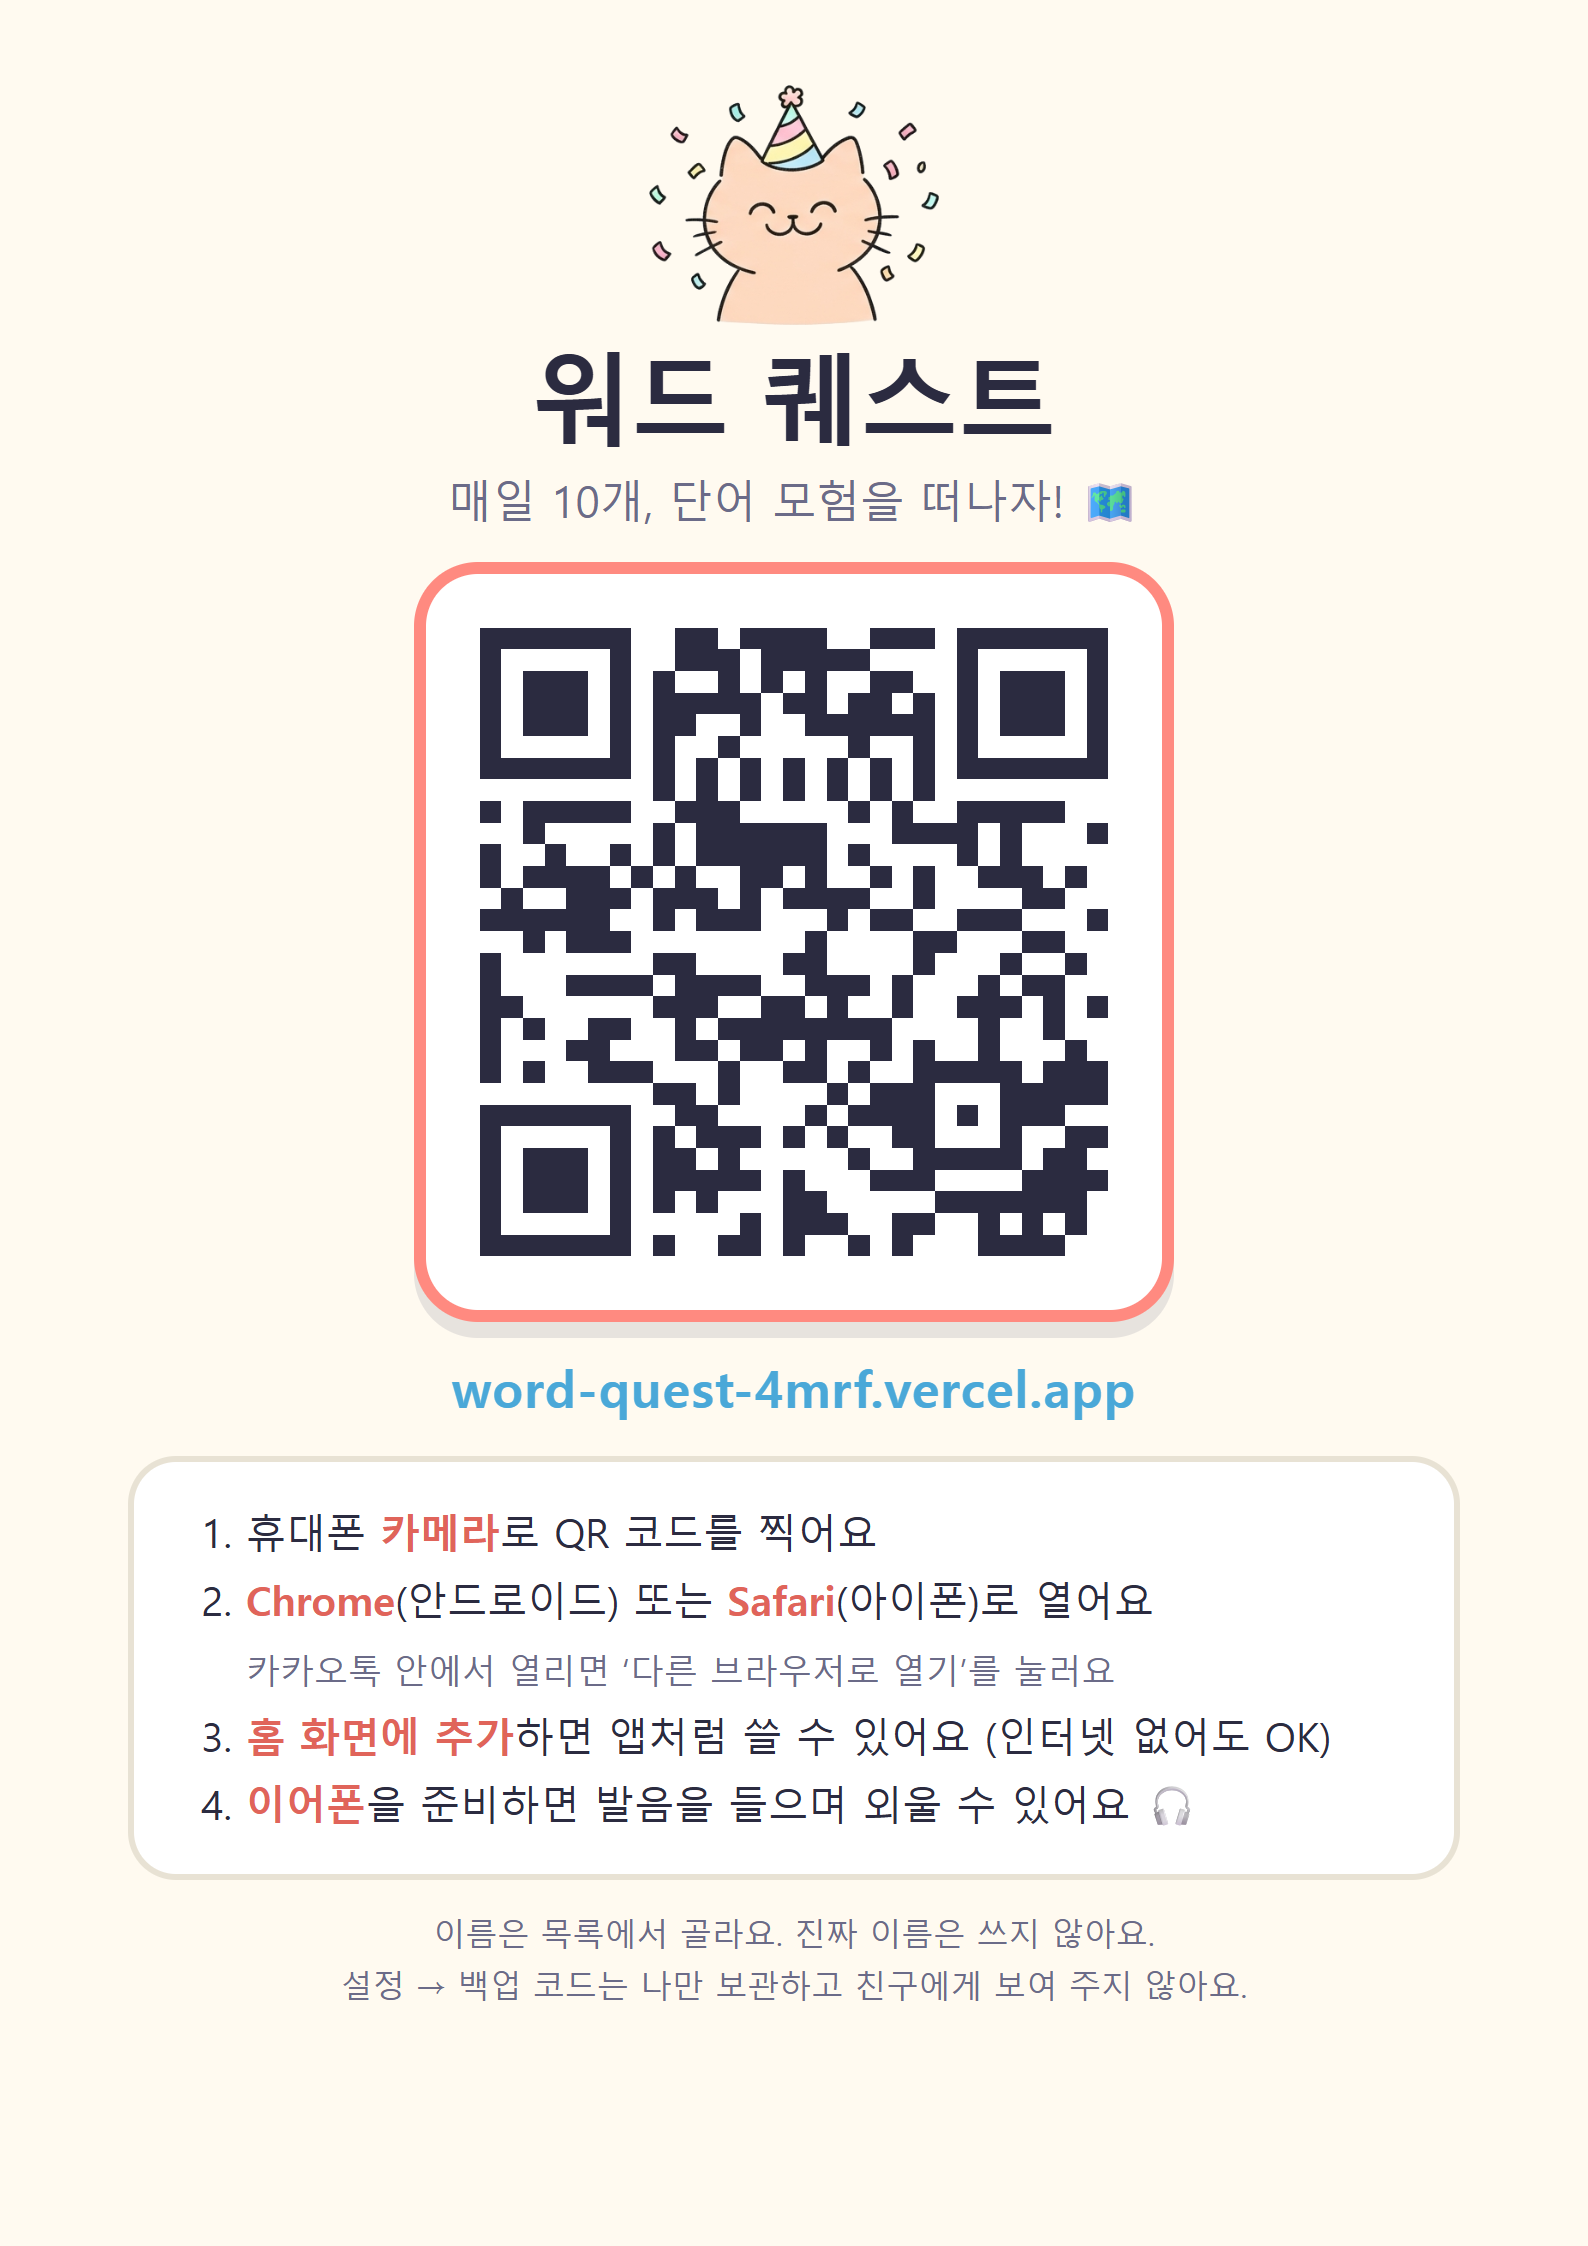 워드 퀘스트
매일 10개, 단어 모험을 떠나자! 🗺️
word-quest-4mrf.vercel.app
1. 휴대폰 카메라로 QR 코드를 찍어요
2. Chrome(안드로이드) 또는 Safari(아이폰)로 열어요
카카오톡 안에서 열리면 ‘다른 브라우저로 열기’를 눌러요
3. 홈 화면에 추가하면 앱처럼 쓸 수 있어요 (인터넷 없어도 OK)
4. 이어폰을 준비하면 발음을 들으며 외울 수 있어요 🎧
이름은 목록에서 골라요. 진짜 이름은 쓰지 않아요.
설정 → 백업 코드는 나만 보관하고 친구에게 보여 주지 않아요.